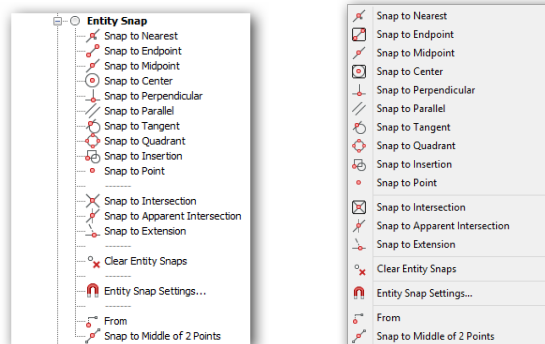 Entity Snap
Snap to Nearest
Snap to Endpoint
Snap to Midpoint
Snap to Center
Snap to Perpendicular
Snap to Parallel
Snap to Tangent
Snap to Quadrant
Snap to Insertion
Snap to Point
-------
Snap to Intersection
Snap to Apparent Intersection
Snap to Extension
-------
Clear Entity Snaps
-------
Entity Snap Settings...
-------
From
Snap to Middle of 2 Points
Snap to Nearest
Snap to Endpoint
Snap to Midpoint
Snap to Center
Snap to Perpendicular
Snap to Parallel
Snap to Tangent
Snap to Quadrant
Snap to Insertion
Snap to Point
Snap to Intersection
Snap to Apparent Intersection
Snap to Extension
Clear Entity Snaps
Entity Snap Settings...
From
Snap to Middle of 2 Points